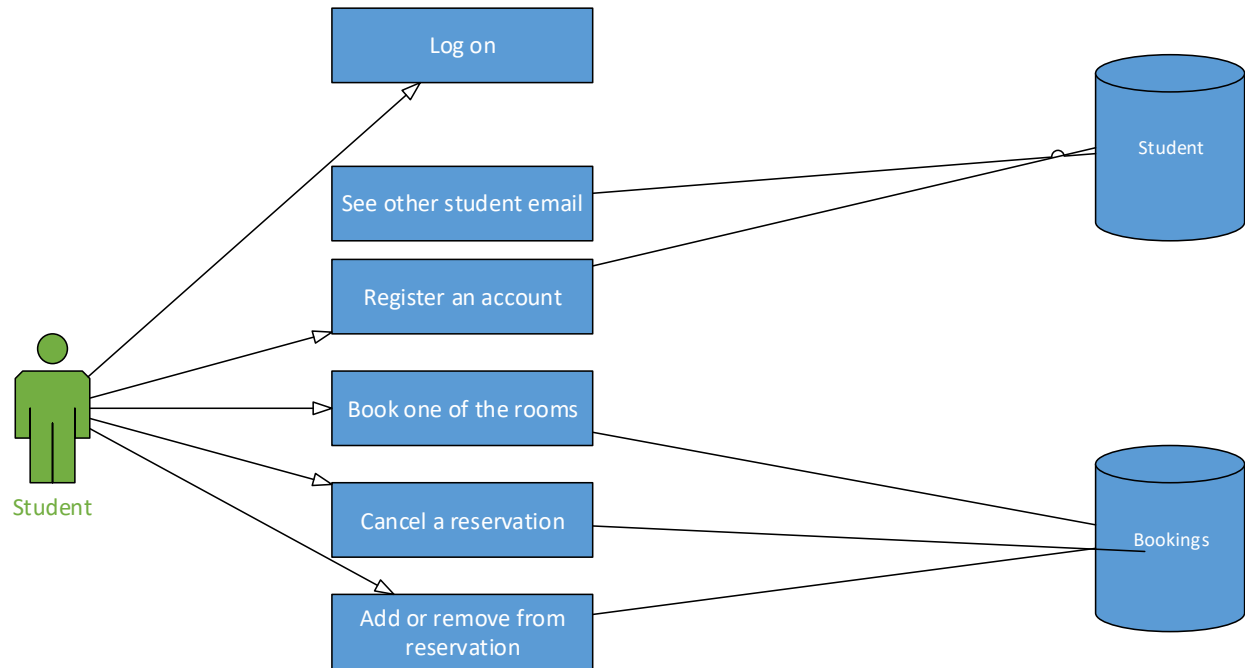 Log on
See other student email
Student
Register an account
Book one of the rooms
Student
Cancel a reservation
Bookings
Add or remove from
reservation